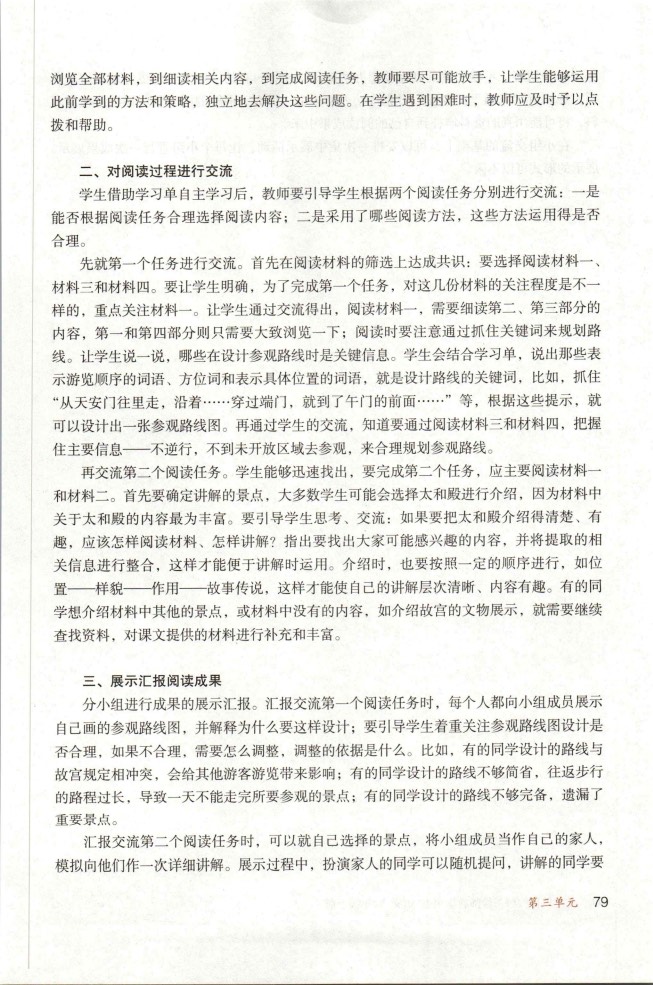 浏览全部材料，到细读相关内容，到完成阅读任务，教师要尽可能放手，让学生能够运用
此前学到的方法和策略，独立地去解决这些问题。在学生遇到困难时，教师应及时予以点
拨和帮助。
二、对阅读过程进行交流
学生借助学习单自主学习后，教师要引导学生根据两个阅读任务分别进行交流：一是
能否根据阅读任务合理选择阅读内容；二是采用了哪些阅读方法，这些方法运用得是否
合理。
先就第一个任务进行交流。首先在阅读材料的筛选上达成共识：要选择阅读材料一、
材料三和材料四。要让学生明确，为了完成第一个任务，对这几份材料的关注程度是不一
样的，重点关注材料一。让学生通过交流得出，阅读材料一，需要细读第二、第三部分的
内容，第一和第四部分则只需要大致浏览一下；阅读时要注意通过抓住关键词来规划路
线。让学生说一说，哪些在设计参观路线时是关键信息。学生会结合学习单，说出那些表
示游览顺序的词语、方位词和表示具体位置的词语，就是设计路线的关键词，比如，抓住
“从天安门往里走，沿着……穿过端门，就到了午门的前面……”等，根据这些提示，就
可以设计出一张参观路线图。再通过学生的交流，知道要通过阅读材料三和材料四，把握
住主要信息——不逆行，不到未开放区域去参观，来合理规划参观路线。
再交流第二个阅读任务。学生能够迅速找出，要完成第二个任务，应主要阅读材料一
和材料二。首先要确定讲解的景点，大多数学生可能会选择太和殿进行介绍，因为材料中
关于太和殿的内容最为丰富。要引导学生思考、交流：如果要把太和殿介绍得清楚、有
趣，应该怎样阅读材料、怎样讲解？指出要找出大家可能感兴趣的内容，并将提取的相
关信息进行整合，这样才能便于讲解时运用。介绍时，也要按照一定的顺序进行，如位
置——样貌——作用——故事传说，这样才能使自己的讲解层次清晰、内容有趣。有的同
学想介绍材料中其他的景点，或材料中没有的内容，如介绍故宫的文物展示，就需要继续
查找资料，对课文提供的材料进行补充和丰富。
三、展示汇报阅读成果
分小组进行成果的展示汇报。汇报交流第一个阅读任务时，每个人都向小组成员展示
自己画的参观路线图，并解释为什么要这样设计；要引导学生着重关注参观路线图设计是
否合理，如果不合理，需要怎么调整，调整的依据是什么。比如，有的同学设计的路线与
故宫规定相冲突，会给其他游客游览带来影响；有的同学设计的路线不够简省，往返步行
的路程过长，导致一天不能走完所要参观的景点；有的同学设计的路线不够完备，遗漏了
重要景点。
汇报交流第二个阅读任务时，可以就自己选择的景点，将小组成员当作自己的家人，
模拟向他们作一次详细讲解。展示过程中，扮演家人的同学可以随机提问，讲解的同学要
第三单元 79